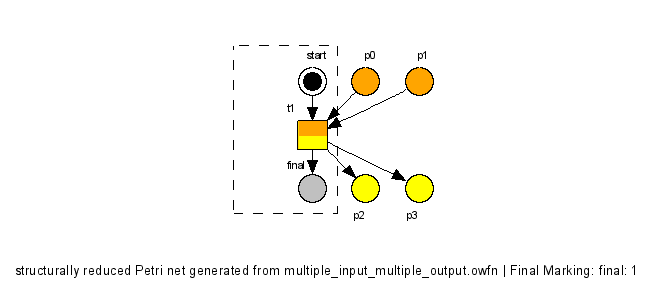 start p0 p1
t1
final
p2 p3
structurally reduced Petri net generated from multiple_input_multiple_output.owfn | Final Marking: final: 1